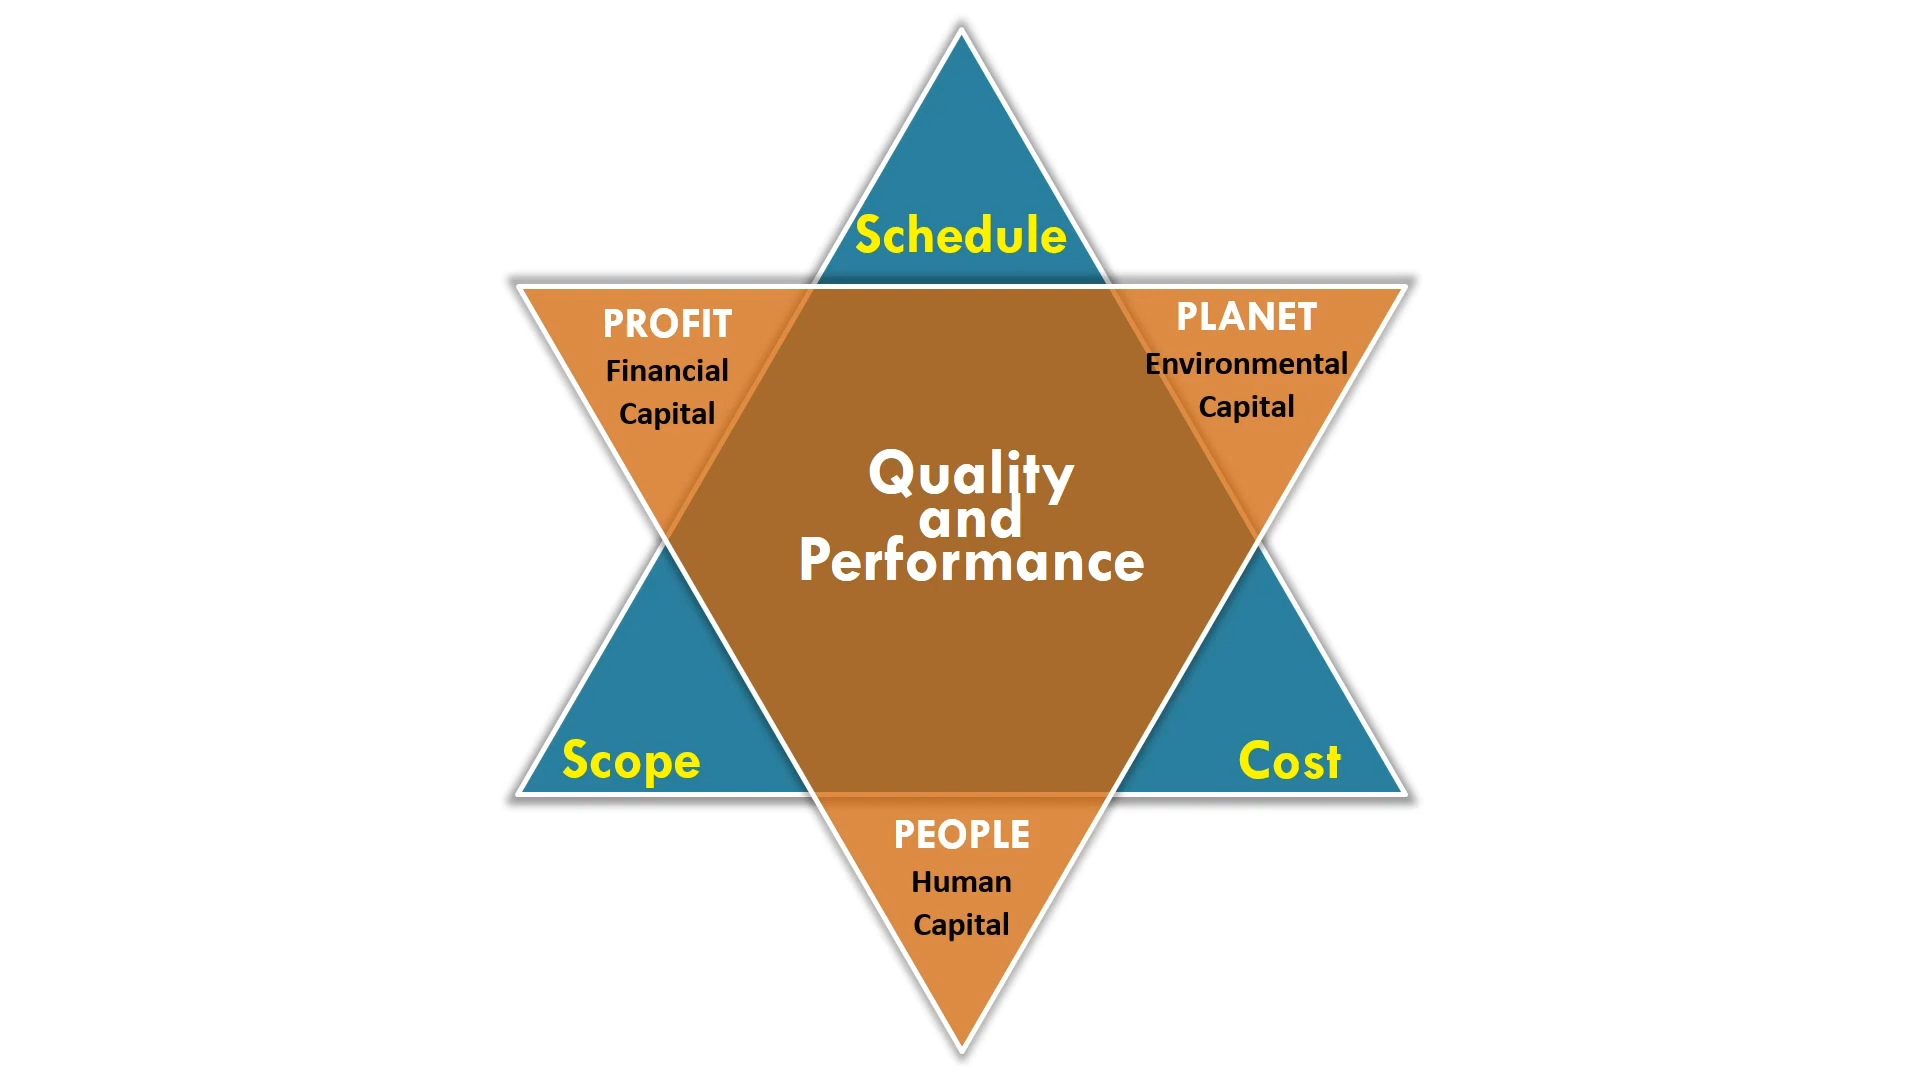 Schedule
PROFIT
Financial
Capital
PLANET
Environmental
Capital
Quality
and
Performance
Scope
Cost
PEOPLE
Human
Capital